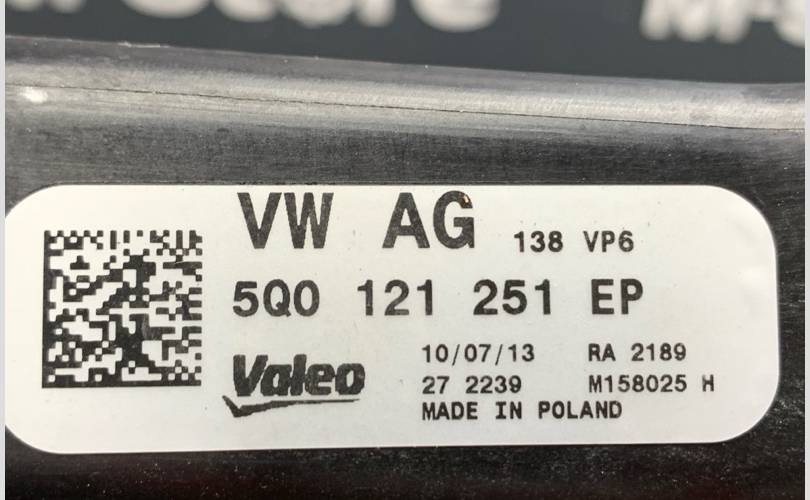 Store
VW AG 138 VP6
5Q0 121 251 EP
Valeo
10/07/13 RA 2189
27 2239 M158025 H
MADE IN POLAND